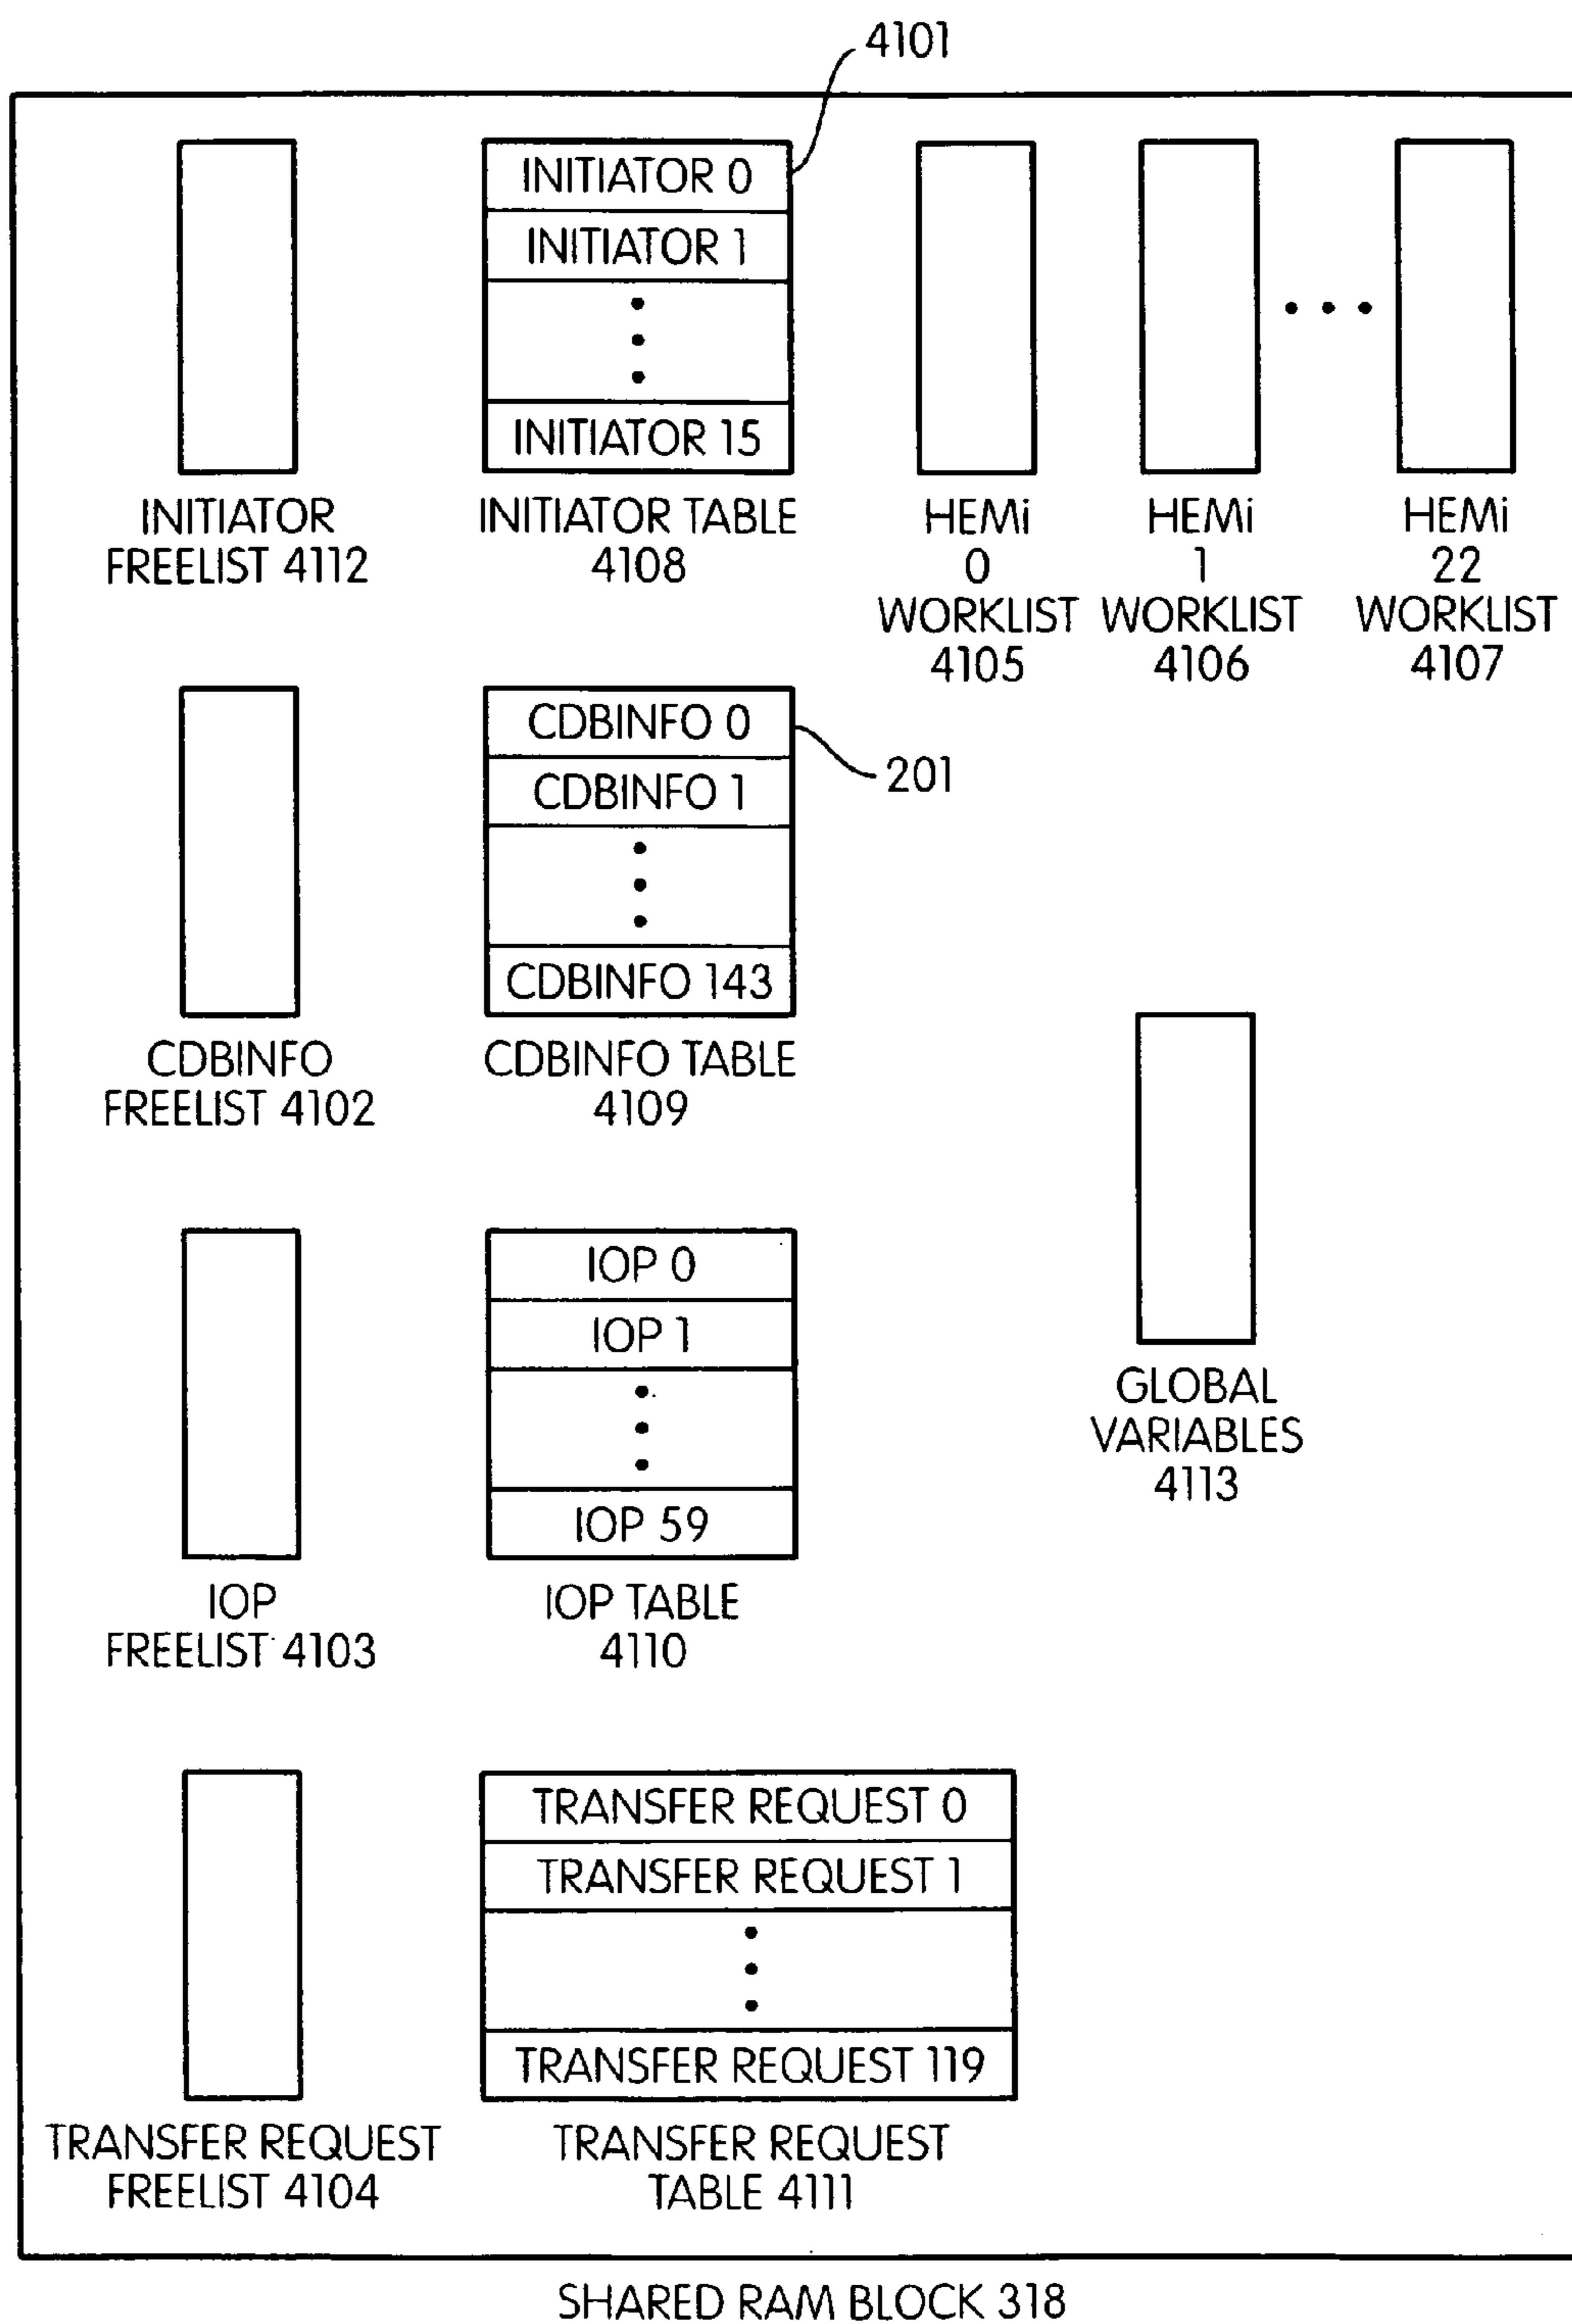 4101
INITIATOR 0
INITIATOR 1
INITIATOR 15
INITIATOR
FREELIST 4112
INITIATOR TABLE
4108
HEMi
0
WORKLIST
4105
HEMi
1
WORKLIST
4106
HEMi
22
WORKLIST
4107
CDBINFO 0
201
CDBINFO 1
CDBINFO 143
CDBINFO
FREELIST 4102
CDBINFO TABLE
4109
IOP 0
IOP 1
IOP 59
IOP
FREELIST 4103
IOP TABLE
4110
GLOBAL
VARIABLES
4113
TRANSFER REQUEST 0
TRANSFER REQUEST 1
TRANSFER REQUEST 119
TRANSFER REQUEST
FREELIST 4104
TRANSFER REQUEST
TABLE 4111
SHARED RAM BLOCK 318